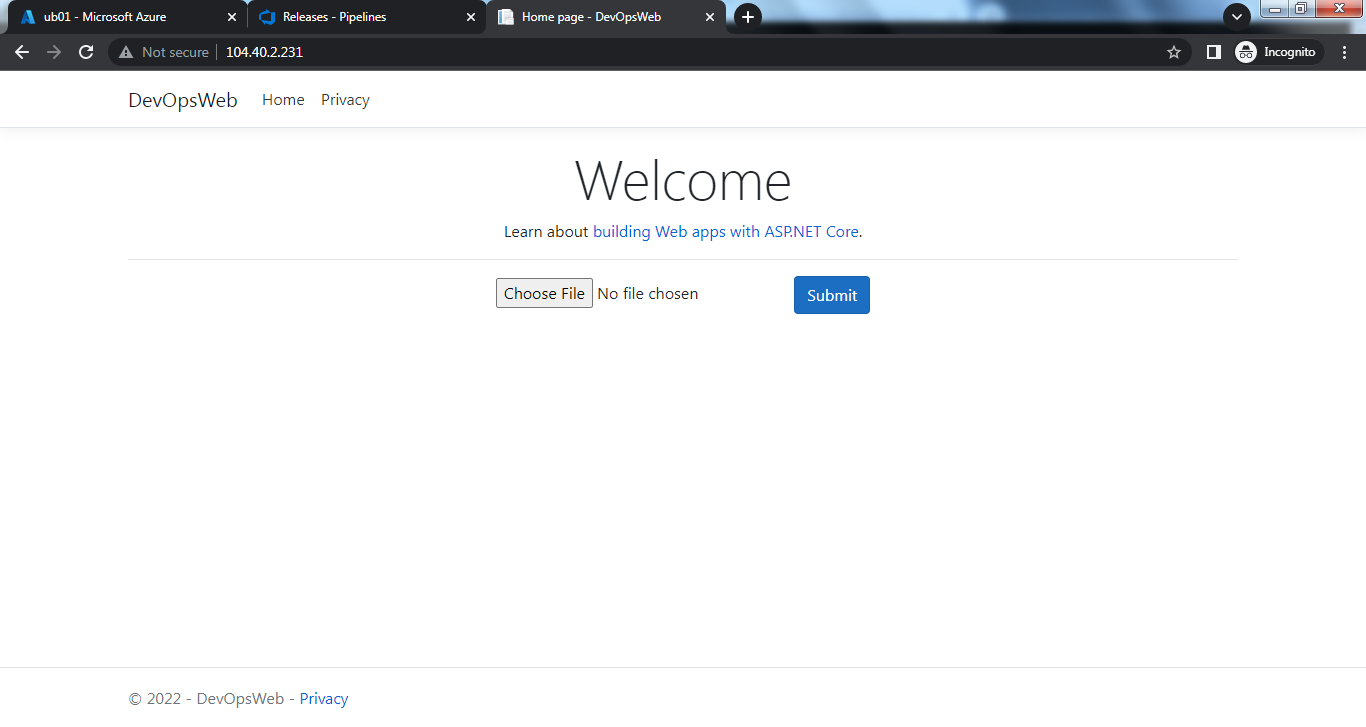 ub01 - Microsoft Azure
Releases - Pipelines
Home page - DevOpsWeb
Not secure
104.40.2.231
Incognito
DevOpsWeb Home Privacy
Welcome
Learn about building Web apps with ASP.NET Core.
Choose File No file chosen
Submit
© 2022 - DevOpsWeb - Privacy